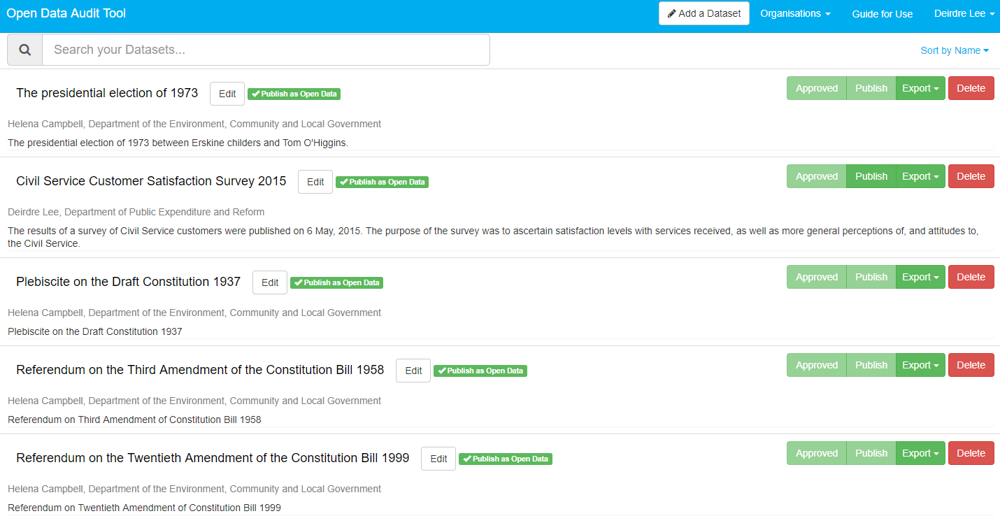 Open Data Audit Tool Add a Dataset Organisations Guide for Use Deirdre Lee
Search your Datasets... Sort by Name
The presidential election of 1973 Edit Publish as Open Data Approved Publish Export Delete
Helena Campbell, Department of the Environment, Community and Local Government
The presidential election of 1973 between Erskine childers and Tom O'Higgins.
Civil Service Customer Satisfaction Survey 2015 Edit Publish as Open Data Approved Publish Export Delete
Deirdre Lee, Department of Public Expenditure and Reform
The results of a survey of Civil Service customers were published on 6 May, 2015. The purpose of the survey was to ascertain satisfaction levels with services received, as well as more general perceptions of, and attitudes to,
the Civil Service.
Plebiscite on the Draft Constitution 1937 Edit Publish as Open Data Approved Publish Export Delete
Helena Campbell, Department of the Environment, Community and Local Government
Plebiscite on the Draft Constitution 1937
Referendum on the Third Amendment of the Constitution Bill 1958 Edit Publish as Open Data Approved Publish Export Delete
Helena Campbell, Department of the Environment, Community and Local Government
Referendum on Third Amendment of Constitution Bill 1958
Referendum on the Twentieth Amendment of the Constitution Bill 1999 Edit Publish as Open Data Approved Publish Export Delete
Helena Campbell, Department of the Environment, Community and Local Government
Referendum on Twentieth Amendment of Constitution Bill 1999